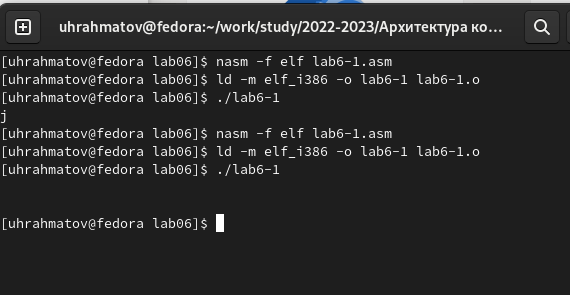 uhrahmatov@fedora:~/work/study/2022-2023/Архитектура ко...
[uhrahmatov@fedora lab06]$ nasm -f elf lab6-1.asm
[uhrahmatov@fedora lab06]$ ld -m elf_i386 -o lab6-1 lab6-1.o
[uhrahmatov@fedora lab06]$ ./lab6-1
j
[uhrahmatov@fedora lab06]$ nasm -f elf lab6-1.asm
[uhrahmatov@fedora lab06]$ ld -m elf_i386 -o lab6-1 lab6-1.o
[uhrahmatov@fedora lab06]$ ./lab6-1
[uhrahmatov@fedora lab06]$